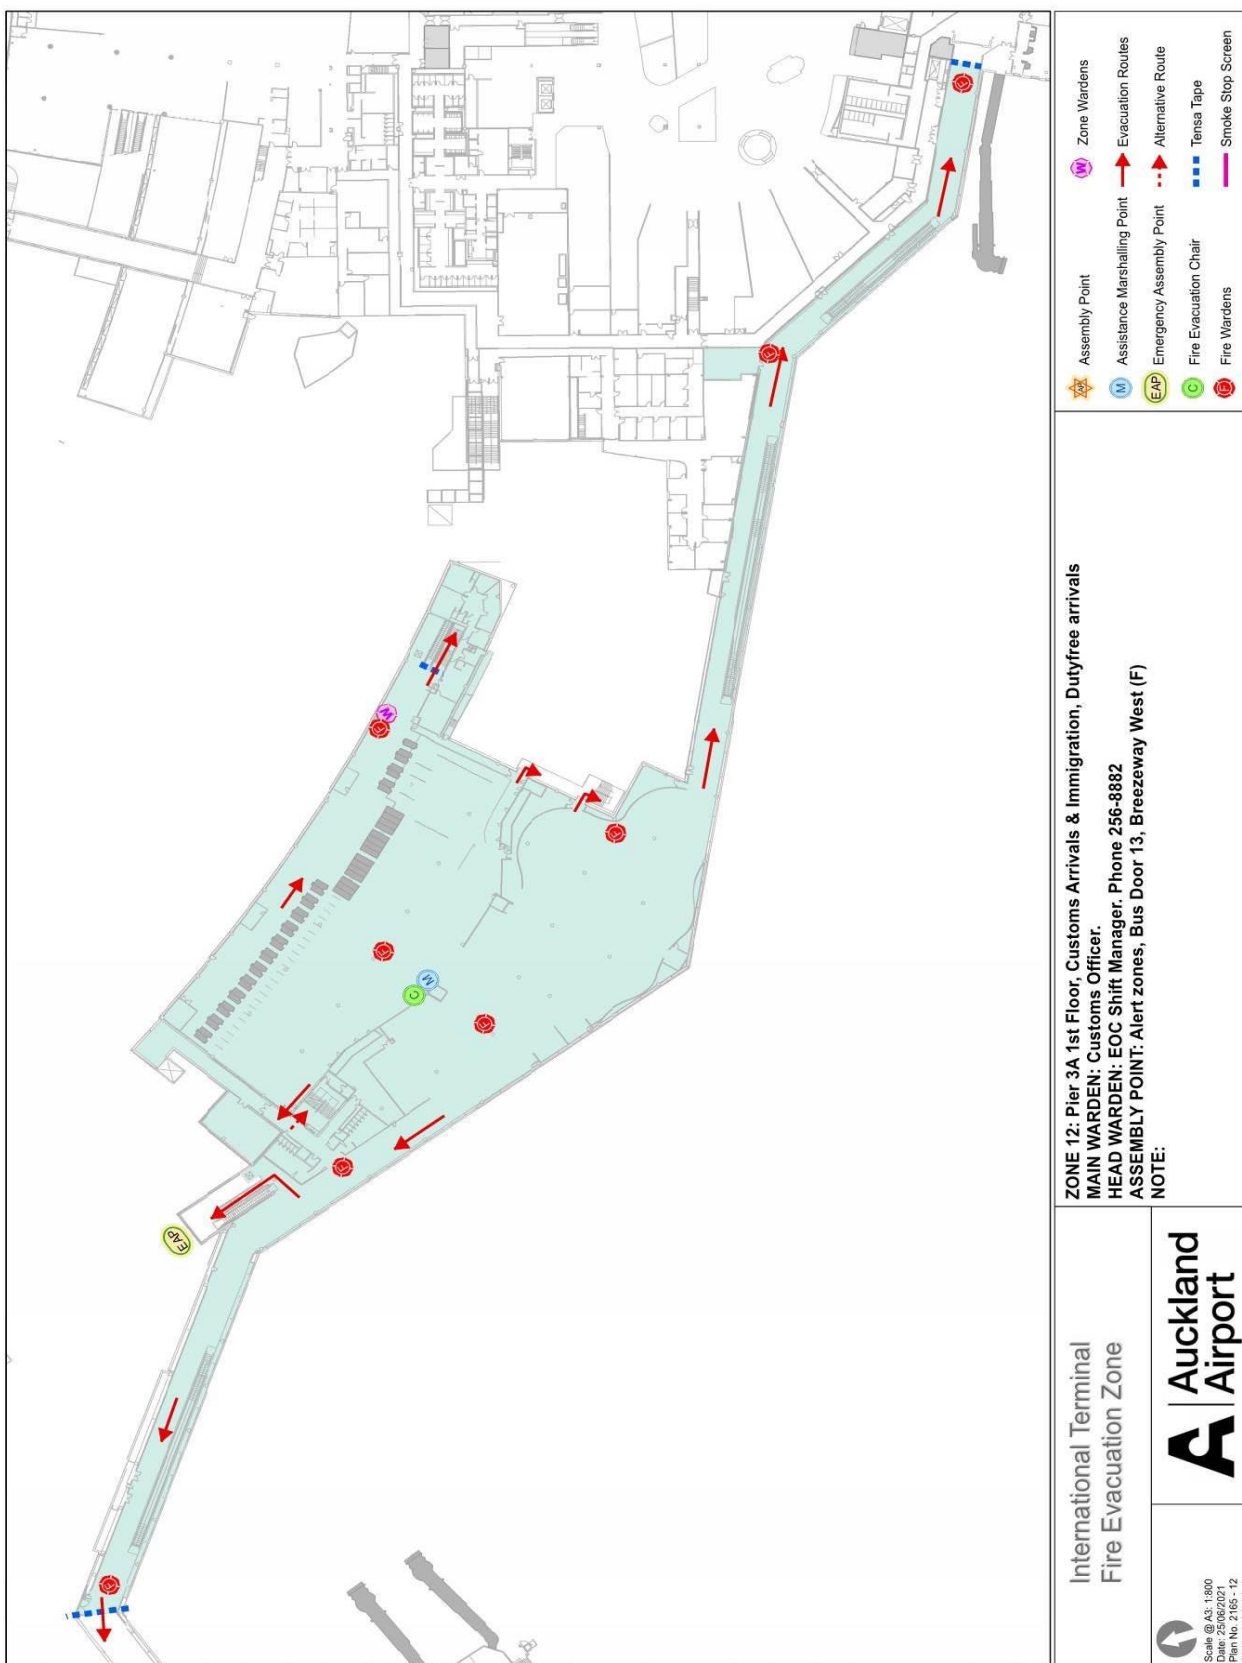 F
F
W
F
F
F
C
M
F
F
EAP
F
AP
Assembly Point
M
Assistance Marshalling Point
EAP
Emergency Assembly Point
C
Fire Evacuation Chair
F
Fire Wardens
W
Zone Wardens
Evacuation Routes
Alternative Route
Tensa Tape
Smoke Stop Screen
ZONE 12: Pier 3A 1st Floor, Customs Arrivals & Immigration, Dutyfree arrivals
MAIN WARDEN: Customs Officer.
HEAD WARDEN: EOC Shift Manager. Phone 256-8882
ASSEMBLY POINT: Alert zones, Bus Door 13, Breezeway West (F)
NOTE:
International Terminal
Fire Evacuation Zone
Auckland
Airport
Scale @ A3: 1:800
Date: 25/06/2021
Plan No. 2165 - 12